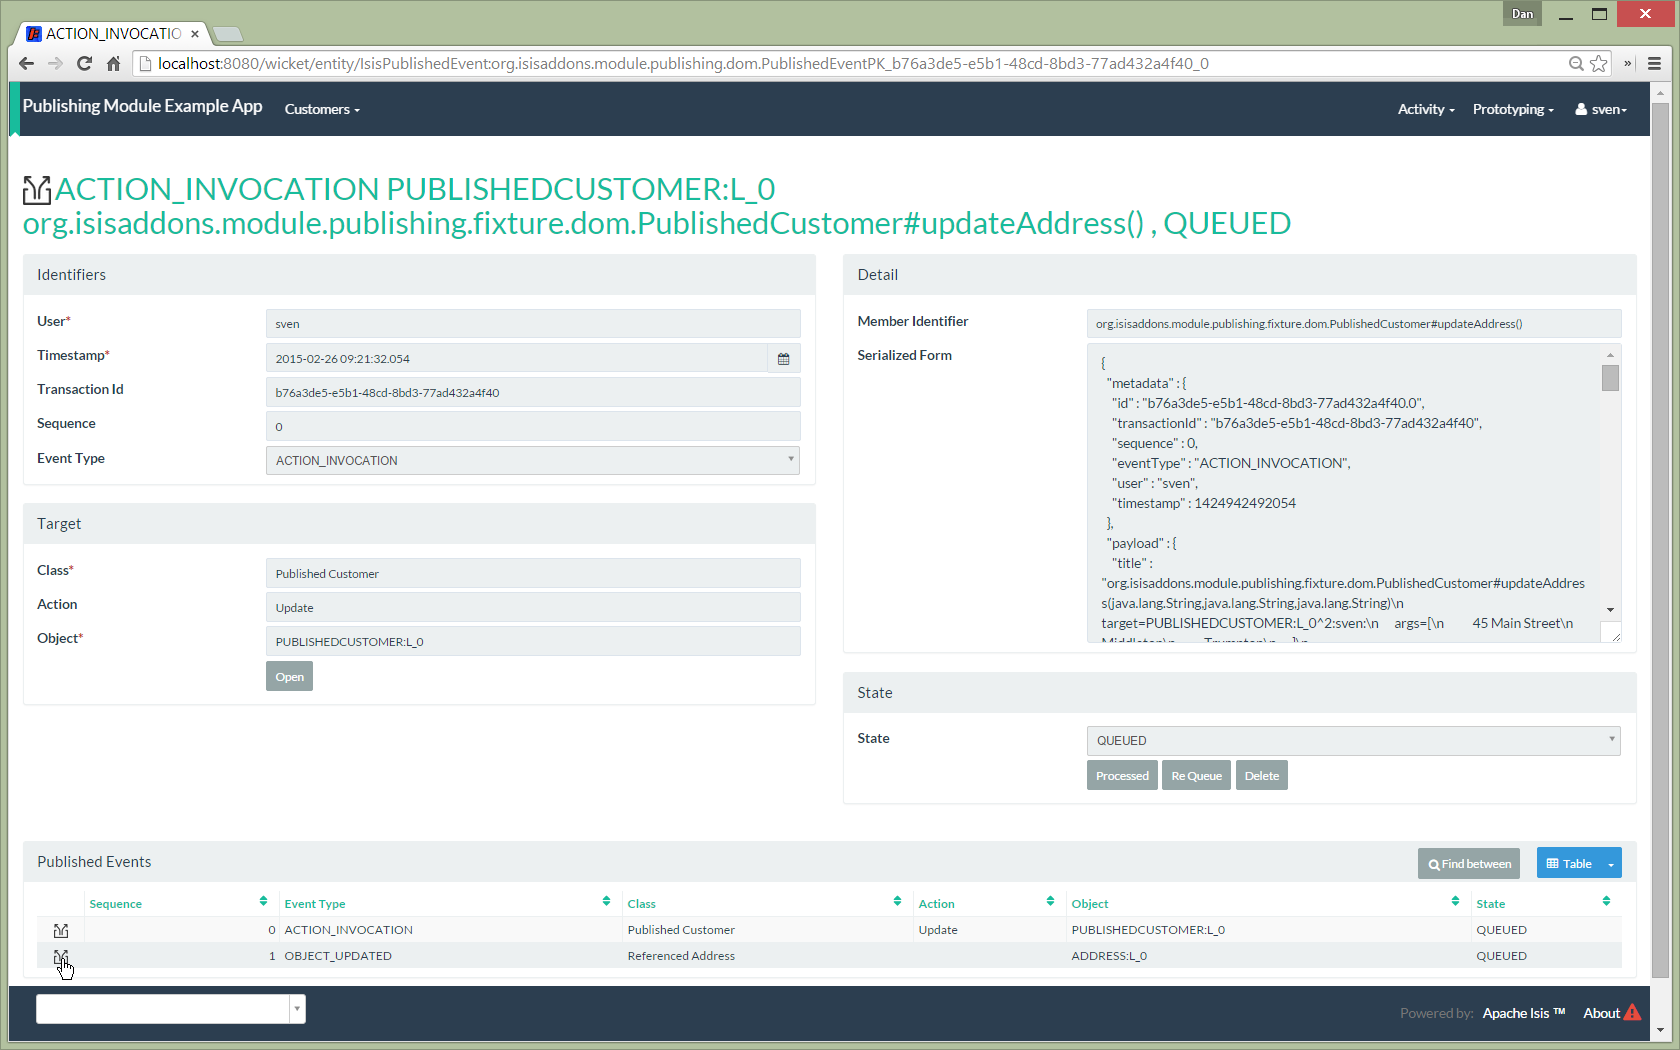 Dan
ACTION_INVOCATIO
localhost:8080/wicket/entity/IsisPublishedEvent:org.isisaddons.module.publishing.dom.PublishedEventPK_b76a3de5-e5b1-48cd-8bd3-77ad432a4f40_0
Publishing Module Example App Customers Activity Prototyping sven
ACTION_INVOCATION PUBLISHEDCUSTOMER:L_0
org.isisaddons.module.publishing.fixture.dom.PublishedCustomer#updateAddress() , QUEUED
Identifiers
User* sven
Timestamp* 2015-02-26 09:21:32.054
Transaction Id b76a3de5-e5b1-48cd-8bd3-77ad432a4f40
Sequence 0
Event Type ACTION_INVOCATION
Target
Class* Published Customer
Action Update
Object* PUBLISHEDCUSTOMER:L_0
Open
Detail
Member Identifier org.isisaddons.module.publishing.fixture.dom.PublishedCustomer#updateAddress()
Serialized Form
{
"metadata" : {
"id" : "b76a3de5-e5b1-48cd-8bd3-77ad432a4f40.0",
"transactionId" : "b76a3de5-e5b1-48cd-8bd3-77ad432a4f40",
"sequence" : 0,
"eventType" : "ACTION_INVOCATION",
"user" : "sven",
"timestamp" : 1424942492054
},
"payload" : {
"title" :
"org.isisaddons.module.publishing.fixture.dom.PublishedCustomer#updateAddres
s(java.lang.String,java.lang.String,java.lang.String)\n
target=PUBLISHEDCUSTOMER:L_0^2:sven:\n args=[\n 45 Main Street\n
Middleton\n Trumpton\n ]\n
State
State QUEUED
Processed Re Queue Delete
Published Events Find between Table
Sequence Event Type Class Action Object State
0 ACTION_INVOCATION Published Customer Update PUBLISHEDCUSTOMER:L_0 QUEUED
1 OBJECT_UPDATED Referenced Address ADDRESS:L_0 QUEUED
Powered by: Apache Isis ™ About